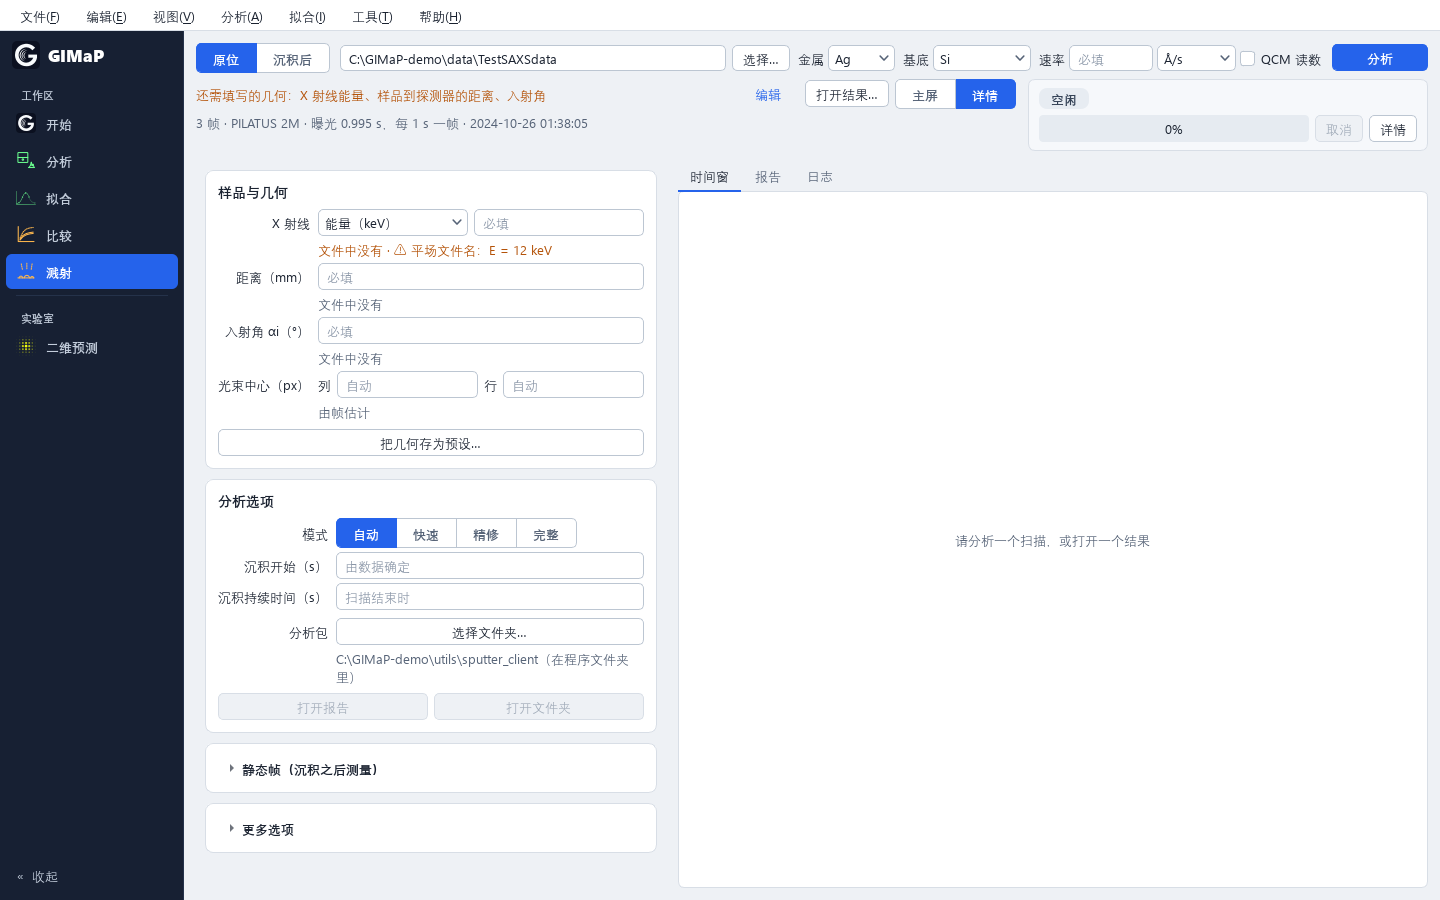 文件(F) 编辑(E) 视图(V) 分析(A) 拟合(I) 工具(T) 帮助(H)
GIMaP
工作区
开始
分析
拟合
比较
溅射
实验室
二维预测
« 收起
原位 沉积后 C:\GIMaP-demo\data\TestSAXSdata 选择... 金属 Ag 基底 Si 速率 必填 Å/s QCM 读数 分析
还需填写的几何：X 射线能量、样品到探测器的距离、入射角 编辑 打开结果... 主屏 详情
3 帧 · PILATUS 2M · 曝光 0.995 s，每 1 s 一帧 · 2024-10-26 01:38:05
空闲
0% 取消 详情
样品与几何
X 射线 能量（keV） 必填
文件中没有 · ⚠ 平场文件名：E = 12 keV
距离（mm） 必填
文件中没有
入射角 αi（°） 必填
文件中没有
光束中心（px） 列 自动 行 自动
由帧估计
把几何存为预设...
分析选项
模式 自动 快速 精修 完整
沉积开始（s） 由数据确定
沉积持续时间（s） 扫描结束时
分析包 选择文件夹...
C:\GIMaP-demo\utils\sputter_client（在程序文件夹
里）
打开报告 打开文件夹
静态帧（沉积之后测量）
更多选项
时间窗 报告 日志
请分析一个扫描，或打开一个结果